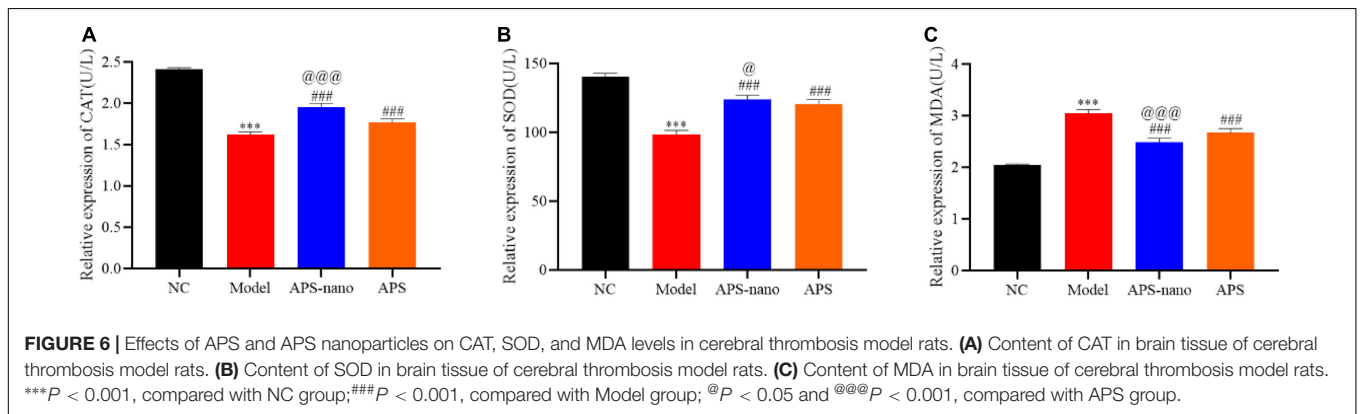 A
Relative expression of CAT(U/L)
2.5
2.0
1.5
1.0
0.5
0.0
***
@@@
###
###
NC Model APS-nano APS
B
Relative expression of SOD(U/L)
150
100
50
0
***
@
###
###
NC Model APS-nano APS
C
Relative expression of MDA(U/L)
4
3
2
1
0
***
@@@
###
###
NC Model APS-nano APS
FIGURE 6 | Effects of APS and APS nanoparticles on CAT, SOD, and MDA levels in cerebral thrombosis model rats. (A) Content of CAT in brain tissue of cerebral
thrombosis model rats. (B) Content of SOD in brain tissue of cerebral thrombosis model rats. (C) Content of MDA in brain tissue of cerebral thrombosis model rats.
***P < 0.001, compared with NC group;###P < 0.001, compared with Model group; @P < 0.05 and @@@P < 0.001, compared with APS group.